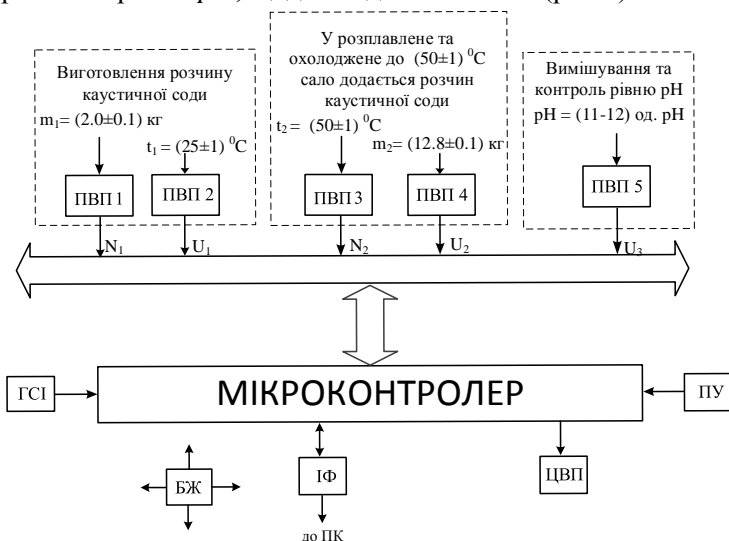 Виготовлення розчину
каустичної соди
m₁= (2.0±0.1) кг
t₁ = (25±1) ⁰С
ПВП 1
ПВП 2
N₁
U₁
У розплавлене та
охолоджене до (50±1) ⁰С
сало додається розчин
каустичної соди
t₂ = (50±1) ⁰С
m₂= (12.8±0.1) кг
ПВП 3
ПВП 4
N₂
U₂
Вимішування та
контроль рівню pH
pH = (11-12) од. pH
ПВП 5
U₃
ГСІ
МІКРОКОНТРОЛЕР
ПУ
БЖ
ІФ
ЦВП
до ПК